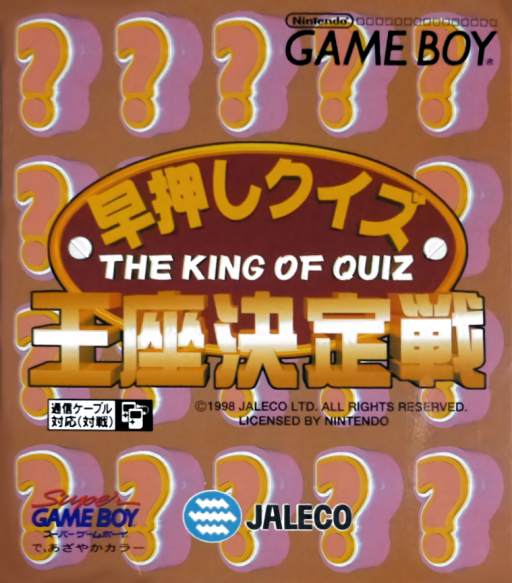 Nintendo
GAME BOY
早押しクイズ
THE KING OF QUIZ
王座決定戦
通信ケーブル
対応(対戦)
©1998 JALECO LTD. ALL RIGHTS RESERVED.
LICENSED BY NINTENDO
Super
GAME BOY
スーパーゲームボーイ
で、あざやかカラー
JALECO